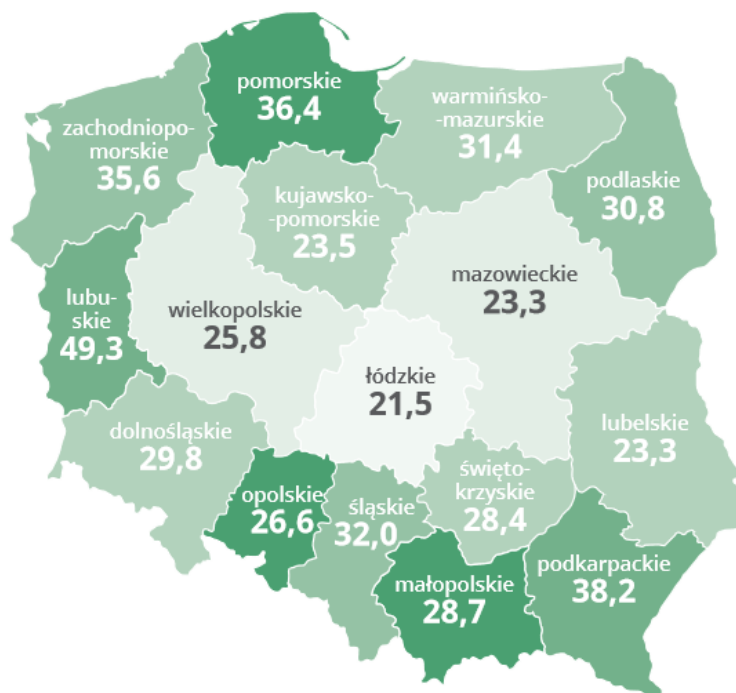 pomorskie
36,4
warmińsko-
-mazurskie
31,4
zachodniopo-
morskie
35,6
podlaskie
30,8
kujawsko-
-pomorskie
23,5
mazowieckie
23,3
lubu-
skie
49,3
wielkopolskie
25,8
łódzkie
21,5
lubelskie
23,3
dolnośląskie
29,8
święto-
krzyskie
28,4
opolskie
26,6
śląskie
32,0
podkarpackie
38,2
małopolskie
28,7